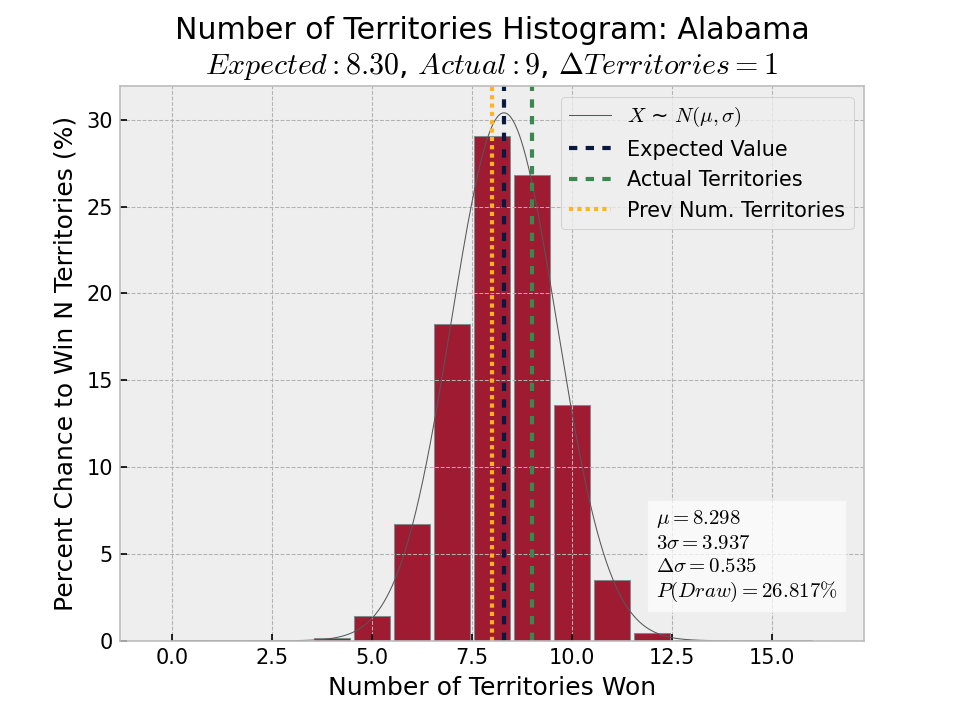 Number of Territories Histogram: Alabama
Expected : 8.30, Actual : 9, ΔTerritories = 1
Percent Chance to Win N Territories (%)
30
25
20
15
10
5
0
X ~ N(μ, σ)
Expected Value
Actual Territories
Prev Num. Territories
μ = 8.298
3σ = 3.937
Δσ = 0.535
P(Draw) = 26.817%
0.0 2.5 5.0 7.5 10.0 12.5 15.0
Number of Territories Won